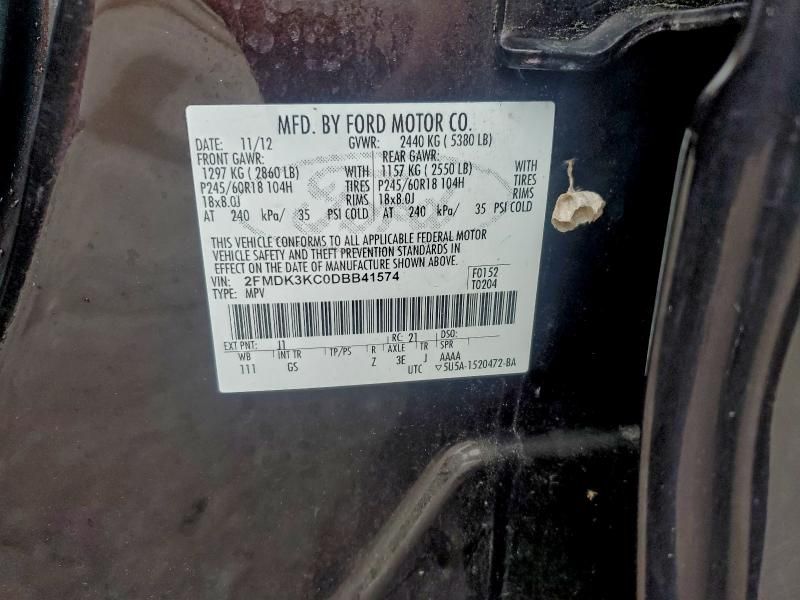 MFD. BY FORD MOTOR CO.
DATE: 11/12 GVWR: 2440 KG ( 5380 LB)
FRONT GAWR: REAR GAWR:
1297 KG ( 2860 LB) WITH 1157 KG ( 2550 LB) WITH
P245/60R18 104H TIRES P245/60R18 104H TIRES
18x8.0J RIMS 18x8.0J RIMS
AT 240 kPa/ 35 PSI COLD AT 240 kPa/ 35 PSI COLD
THIS VEHICLE CONFORMS TO ALL APPLICABLE FEDERAL MOTOR
VEHICLE SAFETY AND THEFT PREVENTION STANDARDS IN
EFFECT ON THE DATE OF MANUFACTURE SHOWN ABOVE.
VIN: 2FMDK3KC0DBB41574 F0152
TYPE: MPV T0204
EXT PNT: J1 RC: 21 DSO:
WB INT TR TP/PS R AXLE TR SPR
111 GS Z 3E J AAAA
UTC ▽5U5A-1520472-BA
Ford